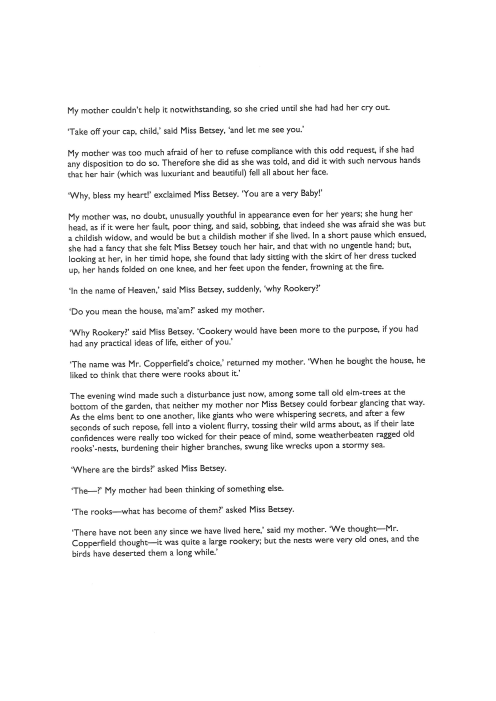 My mother couldn't help it notwithstanding, so she cried until she had had her cry out.
'Take off your cap, child,' said Miss Betsey, 'and let me see you.'
My mother was too much afraid of her to refuse compliance with this odd request, if she had
any disposition to do so. Therefore she did as she was told, and did it with such nervous hands
that her hair (which was luxuriant and beautiful) fell all about her face.
'Why, bless my heart!' exclaimed Miss Betsey. 'You are a very Baby!'
My mother was, no doubt, unusually youthful in appearance even for her years; she hung her
head, as if it were her fault, poor thing, and said, sobbing, that indeed she was afraid she was but
a childish widow, and would be but a childish mother if she lived. In a short pause which ensued,
she had a fancy that she felt Miss Betsey touch her hair, and that with no ungentle hand; but,
looking at her, in her timid hope, she found that lady sitting with the skirt of her dress tucked
up, her hands folded on one knee, and her feet upon the fender, frowning at the fire.
'In the name of Heaven,' said Miss Betsey, suddenly, 'why Rookery?'
'Do you mean the house, ma'am?' asked my mother.
'Why Rookery?' said Miss Betsey. 'Cookery would have been more to the purpose, if you had
had any practical ideas of life, either of you.'
'The name was Mr. Copperfield's choice,' returned my mother. 'When he bought the house, he
liked to think that there were rooks about it.'
The evening wind made such a disturbance just now, among some tall old elm-trees at the
bottom of the garden, that neither my mother nor Miss Betsey could forbear glancing that way.
As the elms bent to one another, like giants who were whispering secrets, and after a few
seconds of such repose, fell into a violent flurry, tossing their wild arms about, as if their late
confidences were really too wicked for their peace of mind, some weatherbeaten ragged old
rooks'-nests, burdening their higher branches, swung like wrecks upon a stormy sea.
'Where are the birds?' asked Miss Betsey.
'The—?' My mother had been thinking of something else.
'The rooks—what has become of them?' asked Miss Betsey.
'There have not been any since we have lived here,' said my mother. 'We thought—Mr.
Copperfield thought—it was quite a large rookery; but the nests were very old ones, and the
birds have deserted them a long while.'